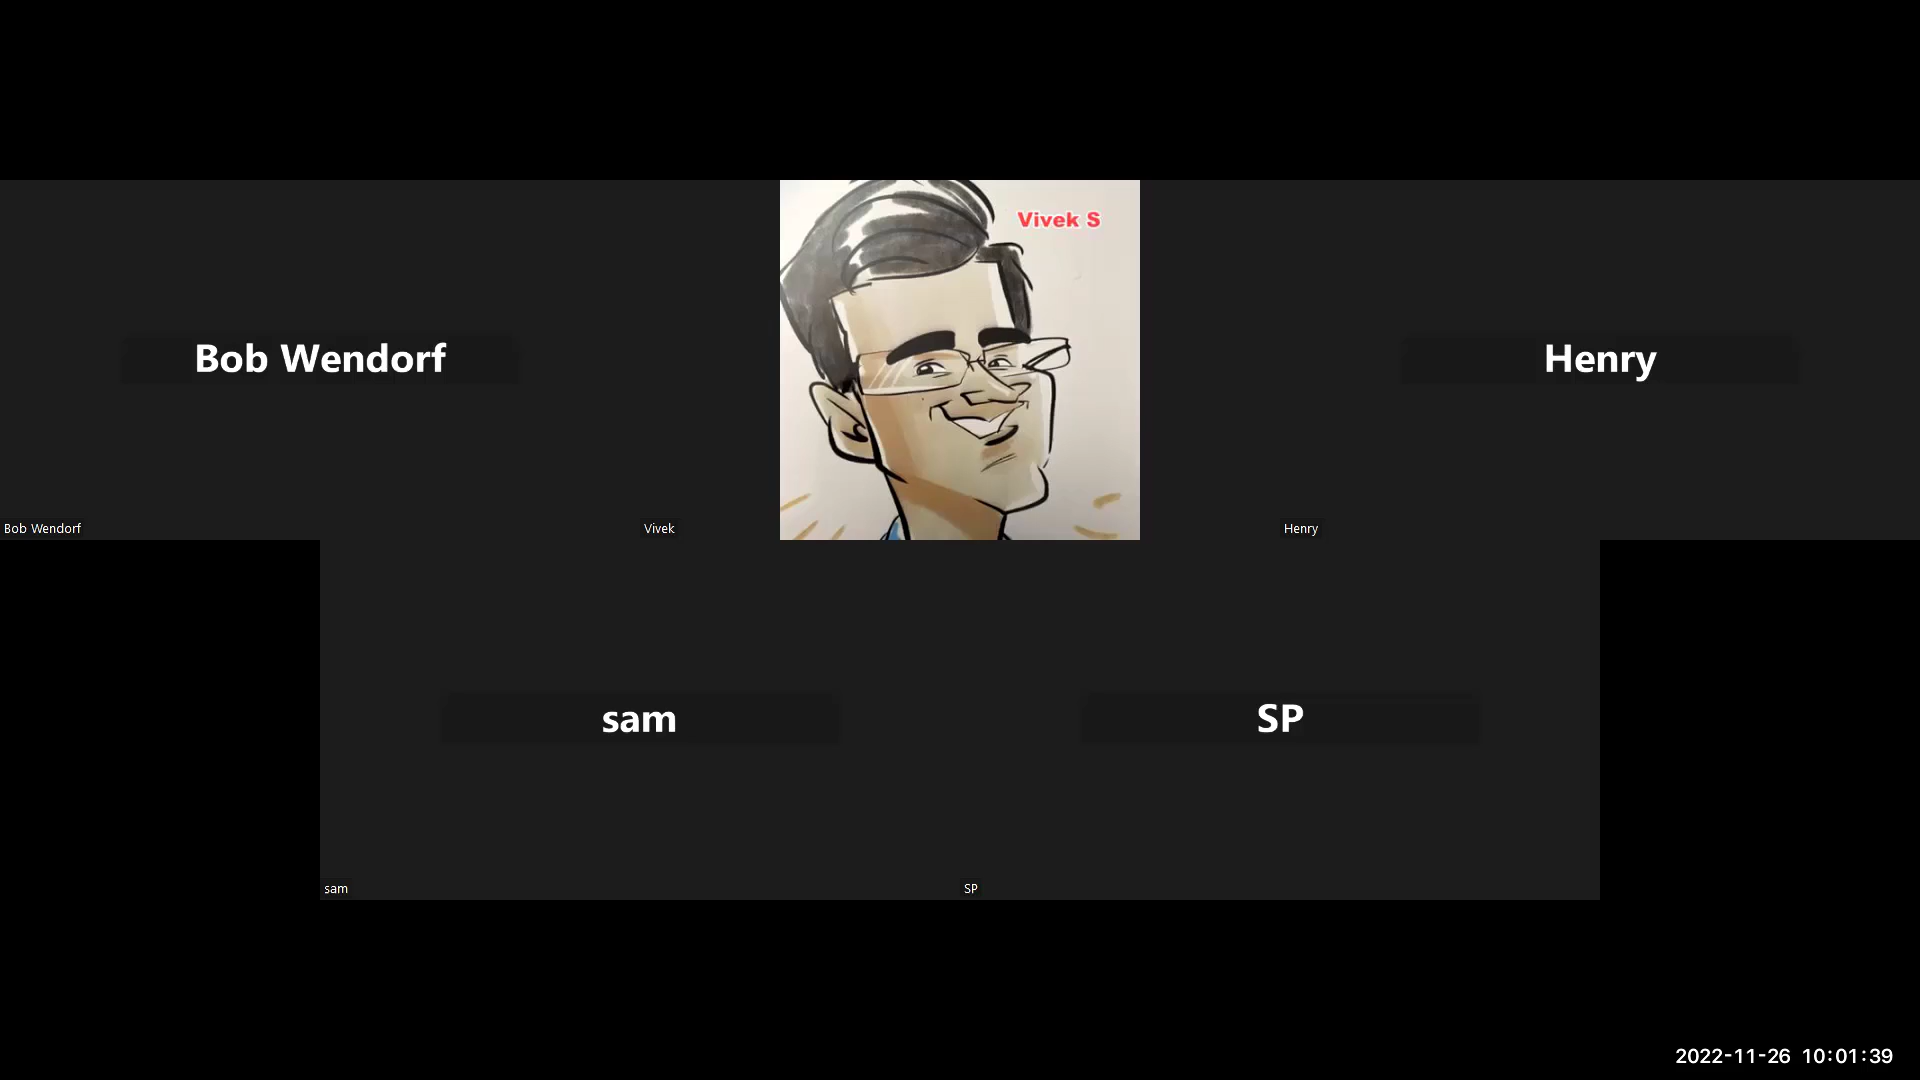 Vivek S
Bob Wendorf
Henry
Bob Wendorf
Vivek
Henry
sam
SP
sam
SP
2022-11-26 10:01:39